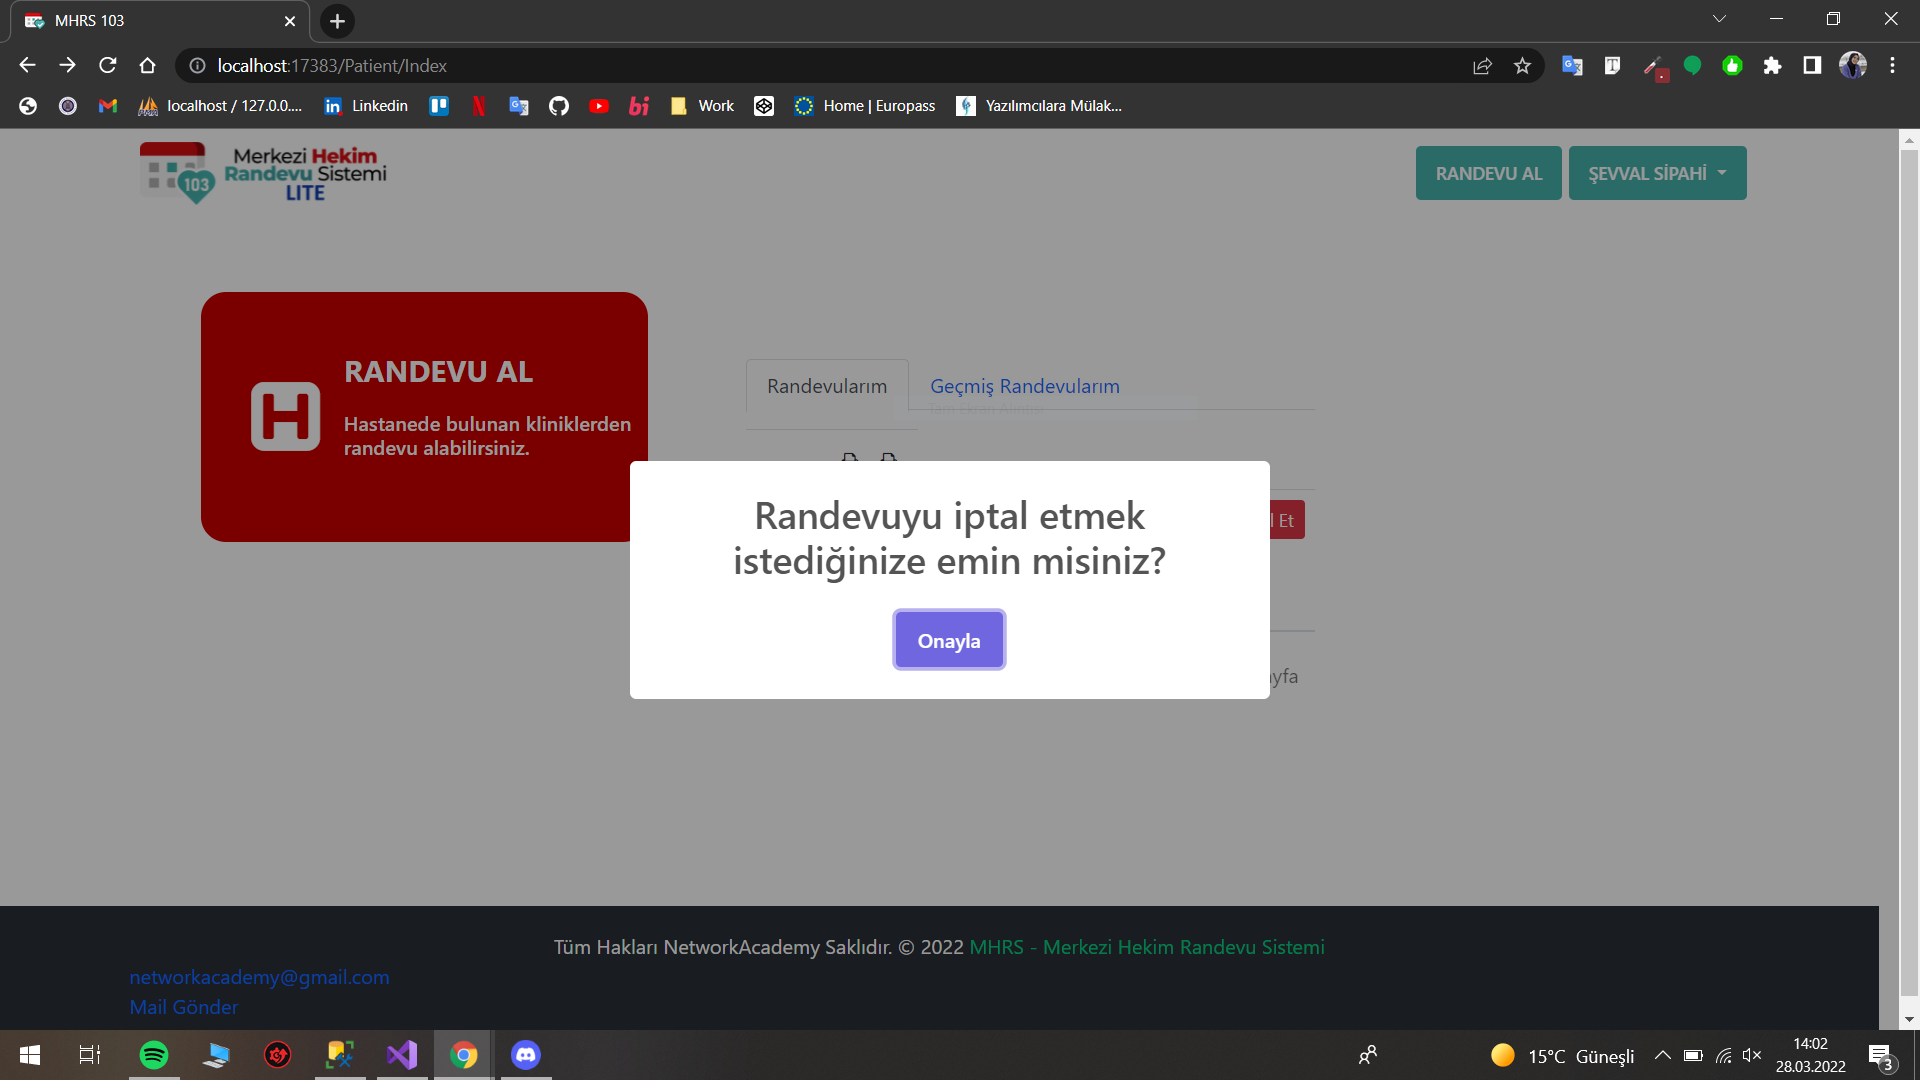 MHRS 103
localhost:17383/Patient/Index
localhost / 127.0.0.... Linkedin bi Work Home | Europass Yazılımcılara Mülak...
Merkezi Hekim
Randevu Sistemi
LITE
103
RANDEVU AL ŞEVVAL SİPAHİ
RANDEVU AL
Hastanede bulunan kliniklerden
randevu alabilirsiniz.
H
Randevularım Geçmiş Randevularım
Randevuyu iptal etmek
istediğinize emin misiniz?
l Et
Onayla
yfa
Tüm Hakları NetworkAcademy Saklıdır. © 2022 MHRS - Merkezi Hekim Randevu Sistemi
networkacademy@gmail.com
Mail Gönder
15°C Güneşli
14:02
28.03.2022
3